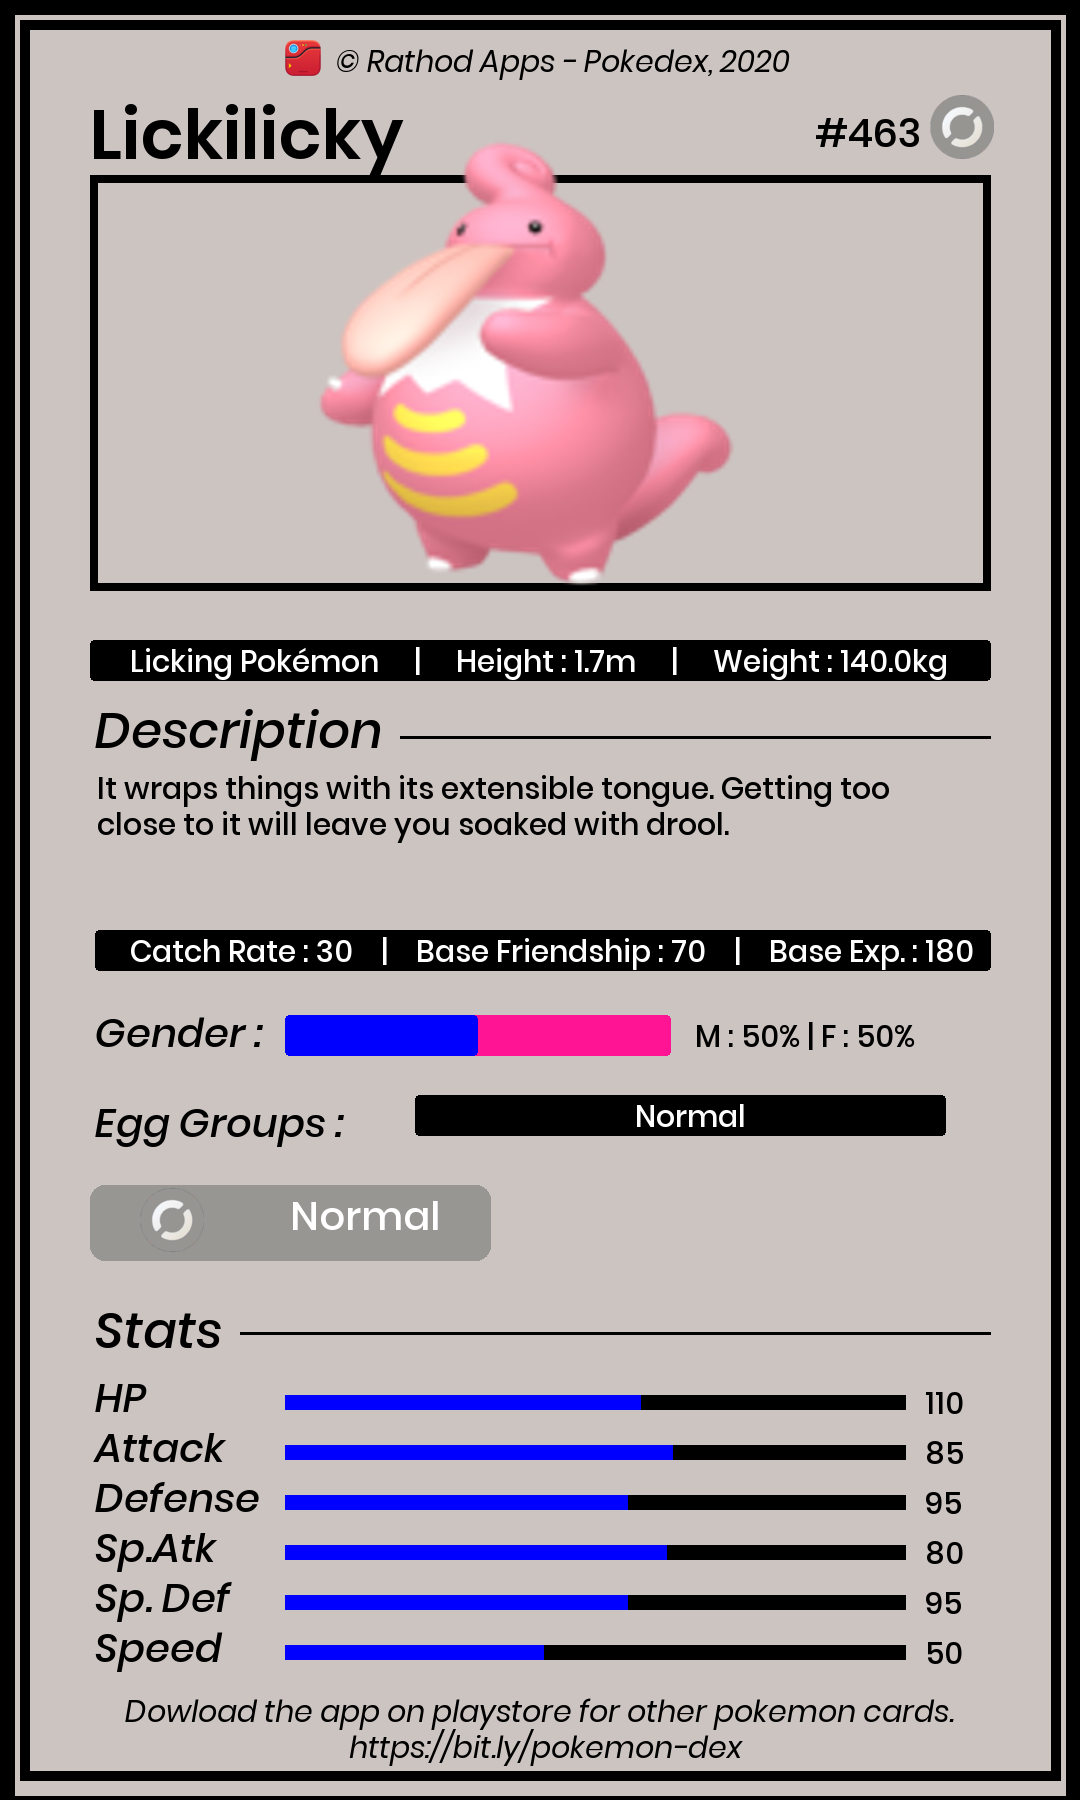 © Rathod Apps - Pokedex, 2020
Lickilicky #463
Licking Pokémon | Height : 1.7m | Weight : 140.0kg
Description
It wraps things with its extensible tongue. Getting too
close to it will leave you soaked with drool.
Catch Rate : 30 | Base Friendship : 70 | Base Exp. : 180
Gender : M : 50% | F : 50%
Egg Groups : Normal
Normal
Stats
HP 110
Attack 85
Defense 95
Sp.Atk 80
Sp. Def 95
Speed 50
Dowload the app on playstore for other pokemon cards.
https://bit.ly/pokemon-dex